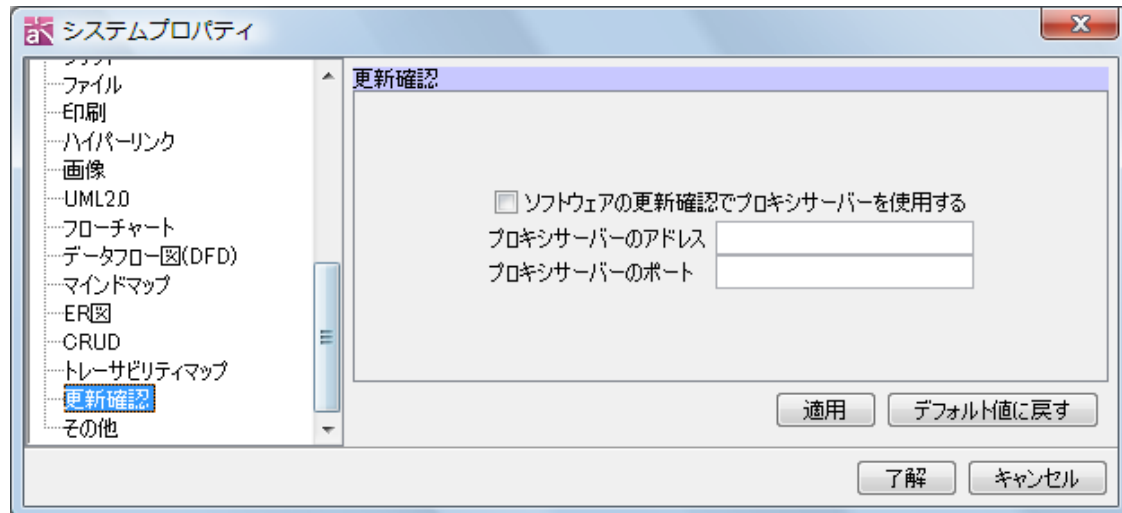 システムプロパティ
ファイル
印刷
ハイパーリンク
画像
UML2.0
フローチャート
データフロー図(DFD)
マインドマップ
ER図
CRUD
トレーサビリティマップ
更新確認
その他
更新確認
ソフトウェアの更新確認でプロキシサーバーを使用する
プロキシサーバーのアドレス
プロキシサーバーのポート
適用 デフォルト値に戻す
了解 キャンセル